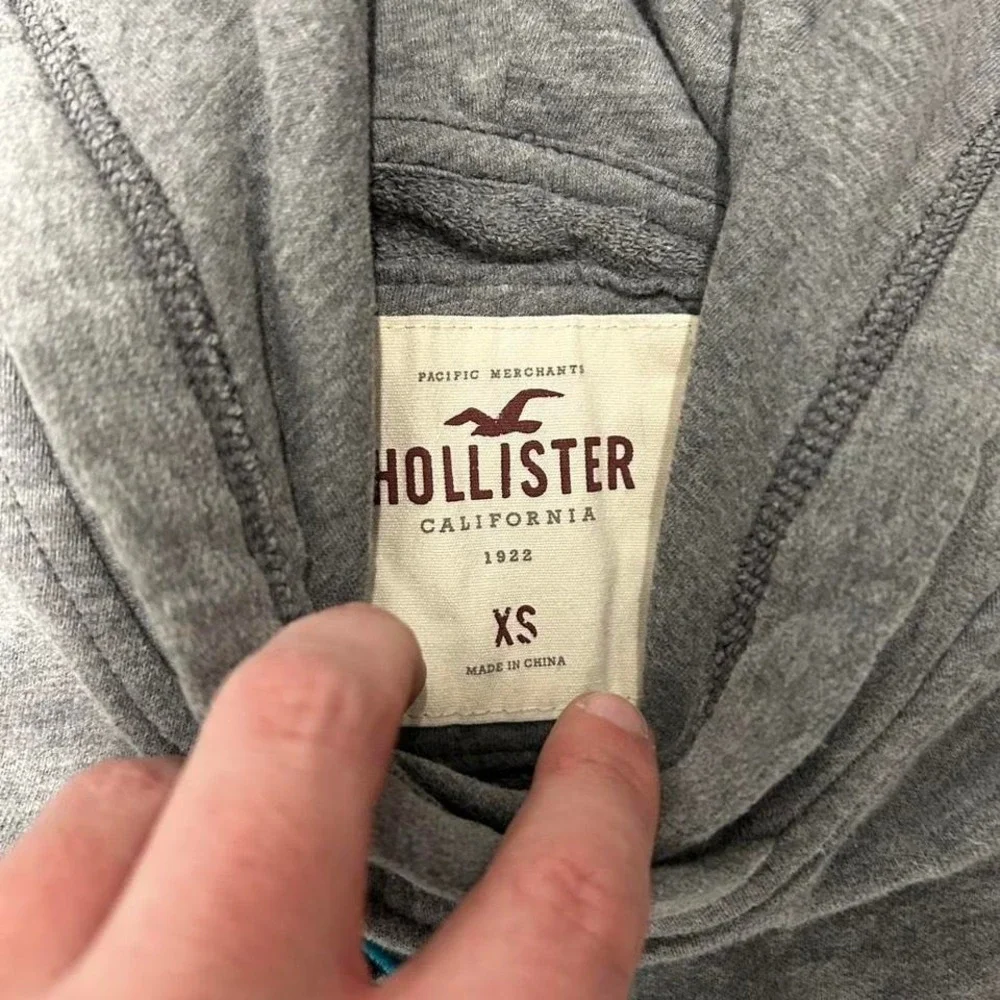 PACIFIC MERCHANTS
HOLLISTER
CALIFORNIA
1922
XS
MADE IN CHINA